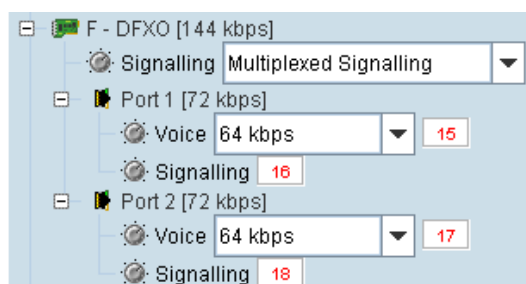 F - DFXO [144 kbps]
Signalling Multiplexed Signalling
Port 1 [72 kbps]
Voice 64 kbps 15
Signalling 16
Port 2 [72 kbps]
Voice 64 kbps 17
Signalling 18